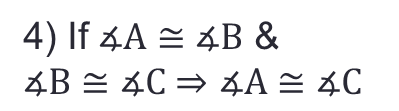 4) If ∡A ≅ ∡B &
∡B ≅ ∡C ⇒ ∡A ≅ ∡C